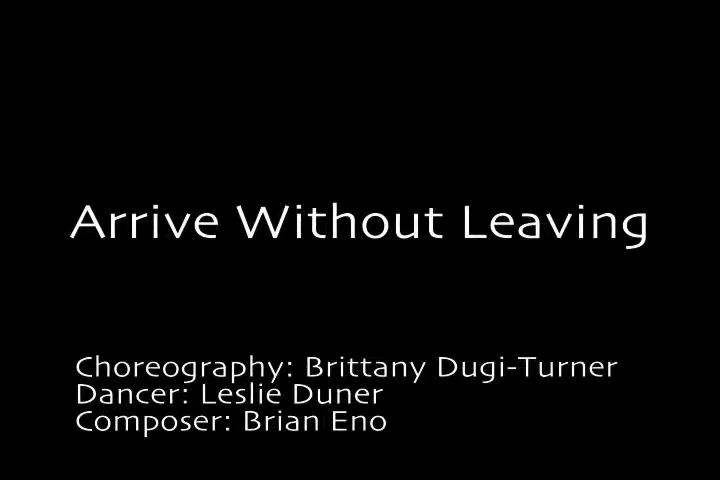 Arrive Without Leaving
Choreography: Brittany Dugi-Turner
Dancer: Leslie Duner
Composer: Brian Eno